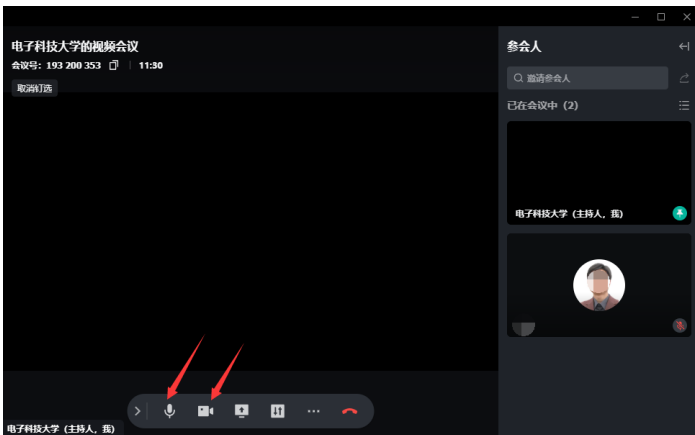 电子科技大学的视频会议
会议号: 193 200 353 11:30
取消钉选
参会人
邀请参会人
已在会议中（2）
电子科技大学（主持人，我）
电子科技大学（主持人，我）